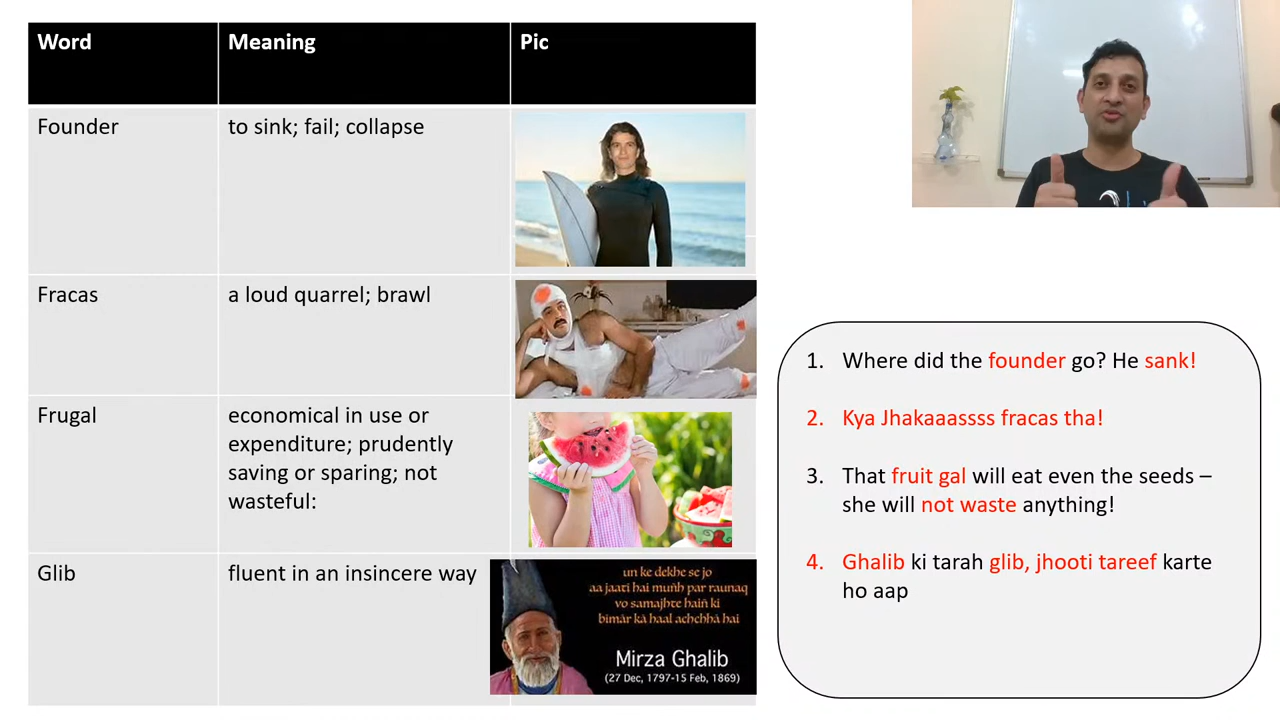 Word Meaning Pic
Founder to sink; fail; collapse
Fracas a loud quarrel; brawl
Frugal economical in use or
expenditure; prudently
saving or sparing; not
wasteful:
Glib fluent in an insincere way
un ke dekhe se jo
aa jaatī hai muñh par raunaq
vo samajhte haiñ ki
bīmār kā haal achchhā hai
Mirza Ghalib
(27 Dec, 1797-15 Feb, 1869)
1. Where did the founder go? He sank!
2. Kya Jhakaaassss fracas tha!
3. That fruit gal will eat even the seeds –
she will not waste anything!
4. Ghalib ki tarah glib, jhooti tareef karte
ho aap